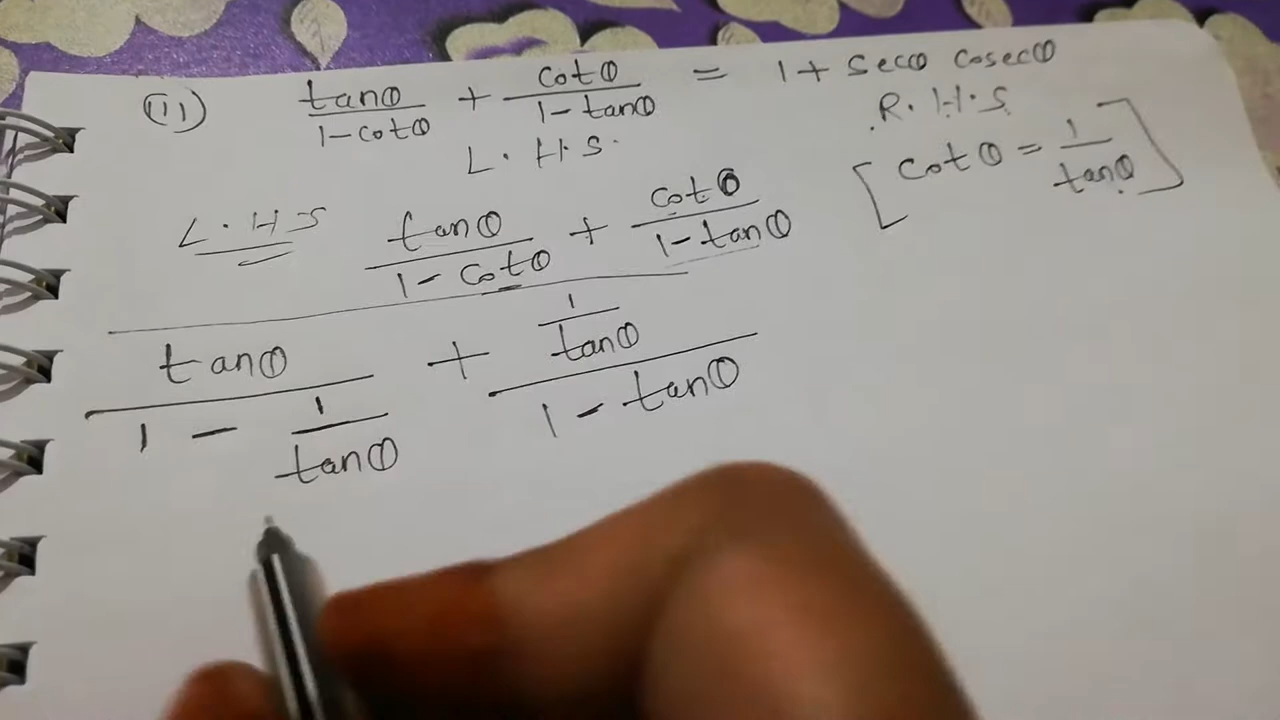 (ii) tanθ/1-cotθ + cotθ/1-tanθ = 1 + secθ cosecθ
L.H.S. R.H.S
[cotθ = 1/tanθ]
L.H.S tanθ/1-cotθ + cotθ/1-tanθ
tanθ/1 - 1/tanθ + 1/tanθ/1 - tanθ